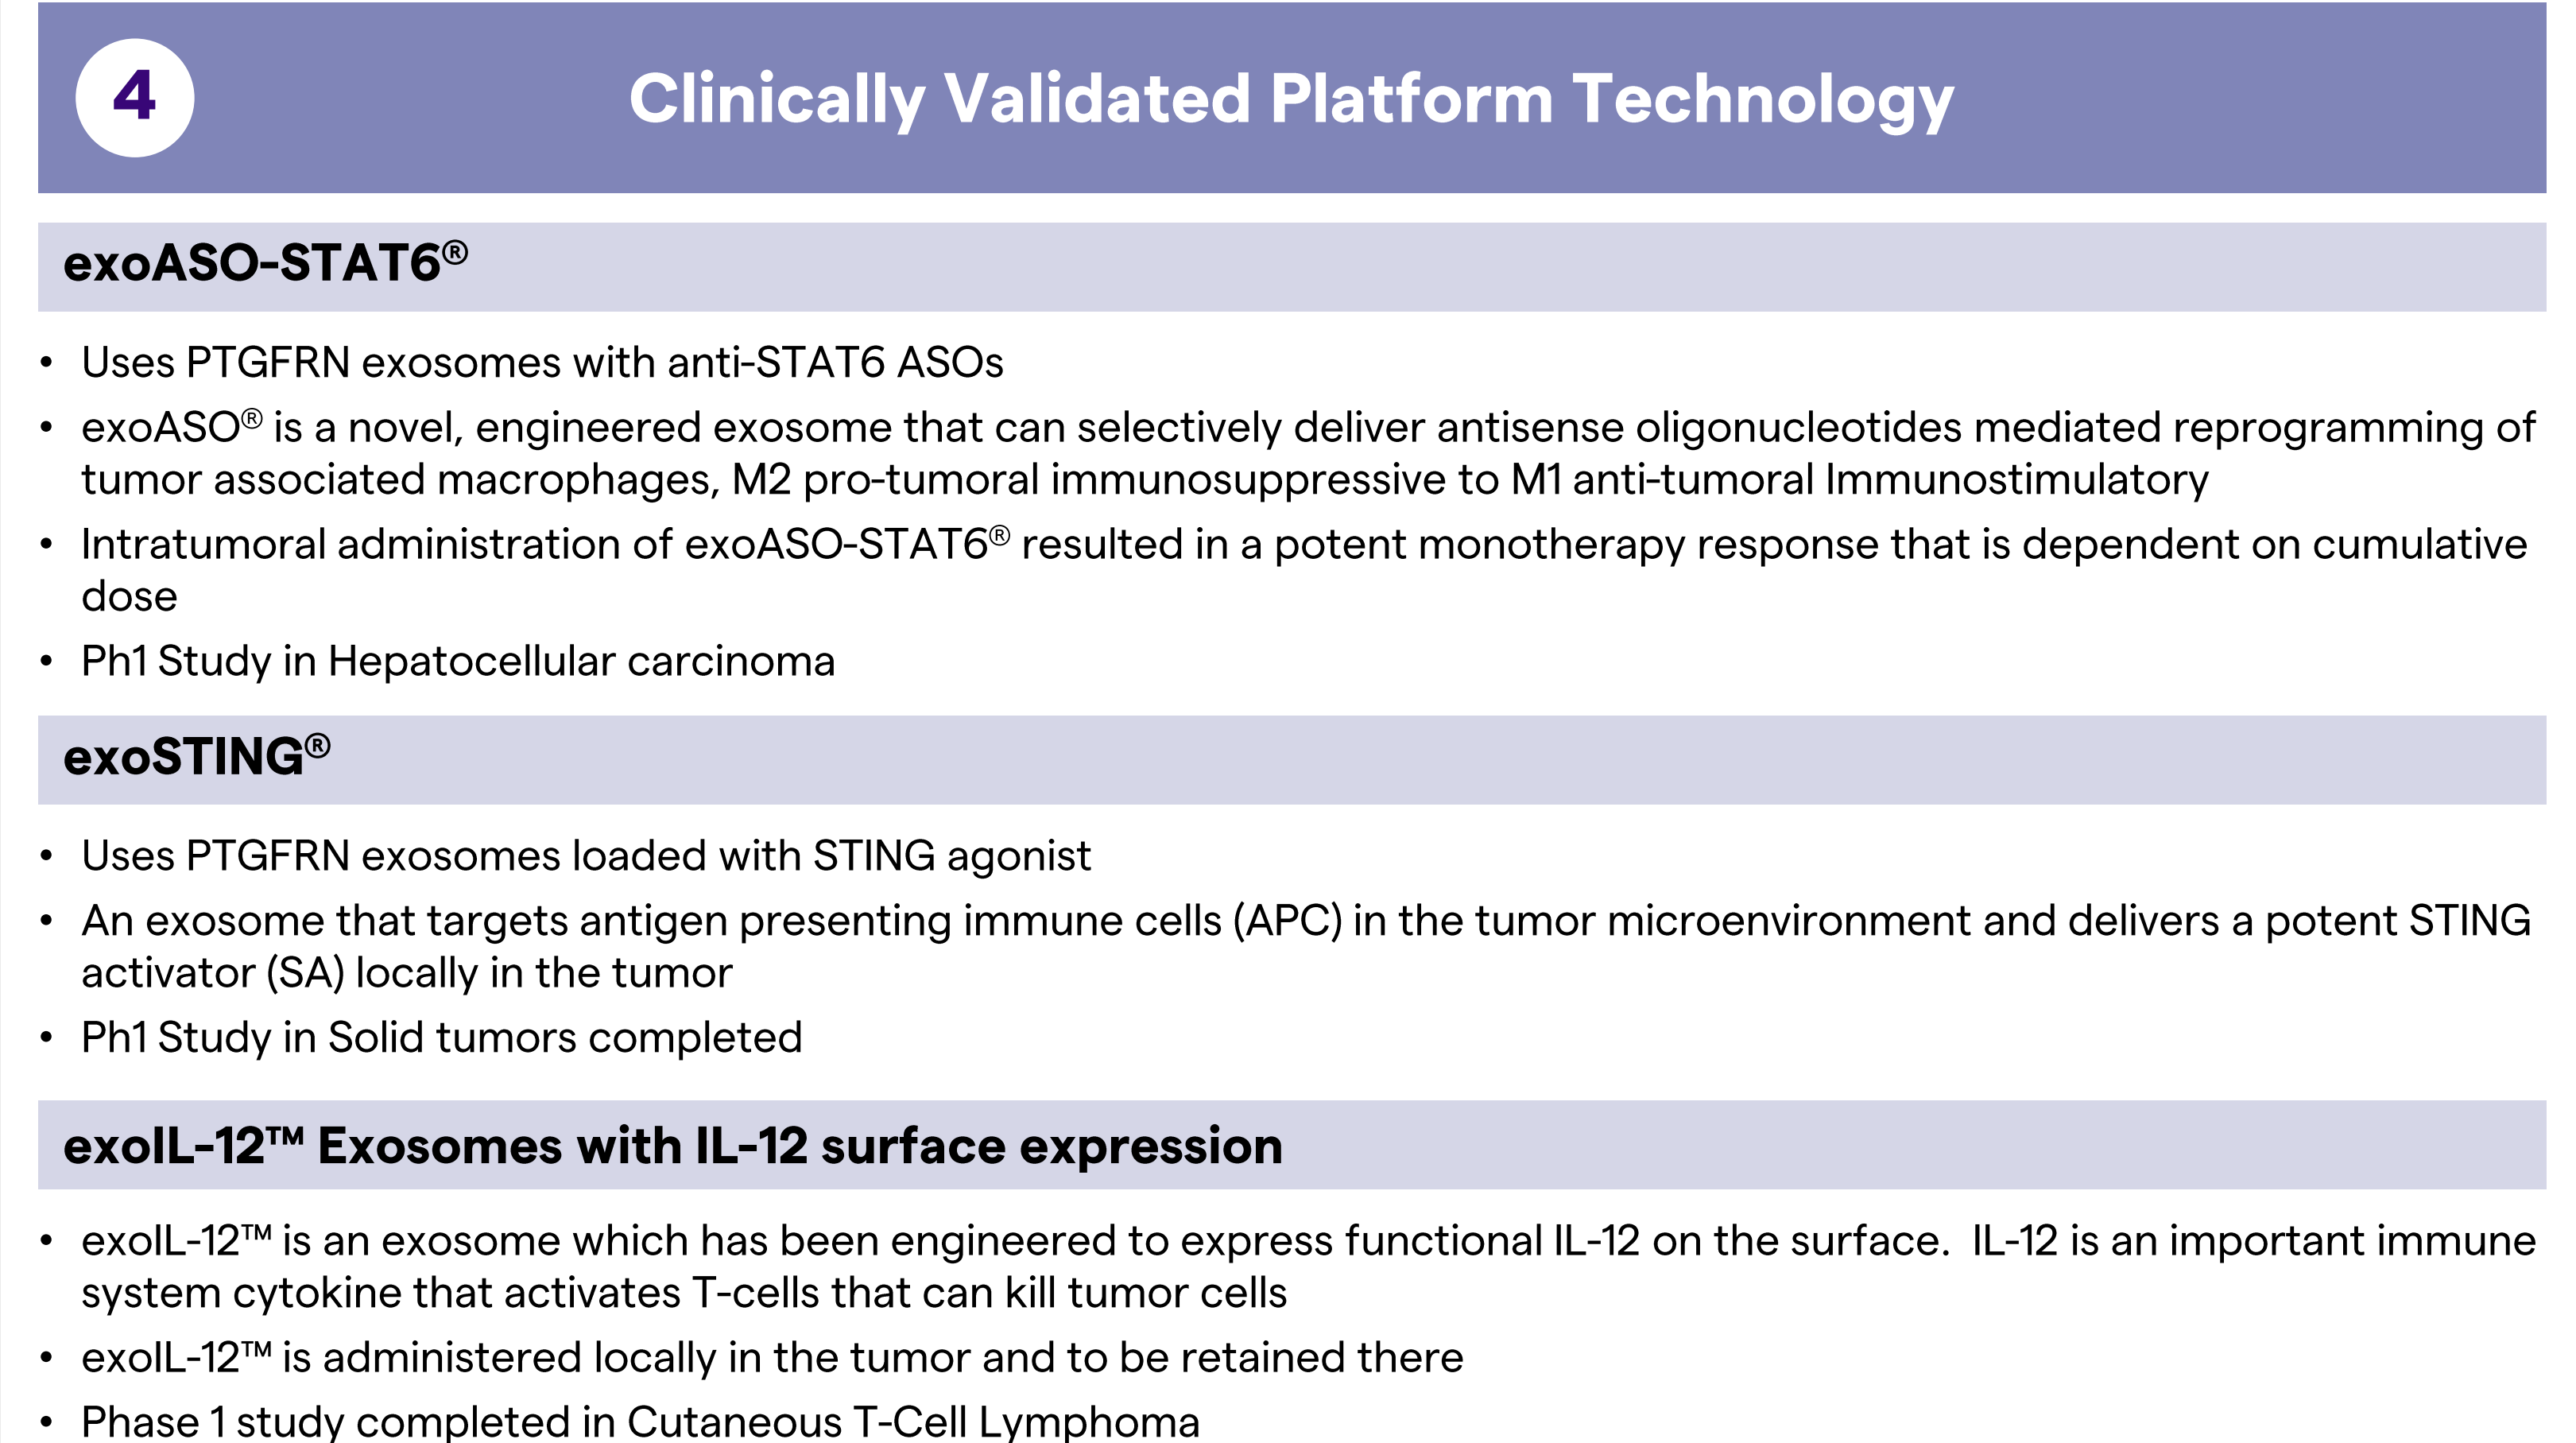 4
Clinically Validated Platform Technology
exoASO-STAT6®
• Uses PTGFRN exosomes with anti-STAT6 ASOs
• exoASO® is a novel, engineered exosome that can selectively deliver antisense oligonucleotides mediated reprogramming of
tumor associated macrophages, M2 pro-tumoral immunosuppressive to M1 anti-tumoral Immunostimulatory
• Intratumoral administration of exoASO-STAT6® resulted in a potent monotherapy response that is dependent on cumulative
dose
• Ph1 Study in Hepatocellular carcinoma
exoSTING®
• Uses PTGFRN exosomes loaded with STING agonist
• An exosome that targets antigen presenting immune cells (APC) in the tumor microenvironment and delivers a potent STING
activator (SA) locally in the tumor
• Ph1 Study in Solid tumors completed
exoIL-12™ Exosomes with IL-12 surface expression
• exoIL-12™ is an exosome which has been engineered to express functional IL-12 on the surface.  IL-12 is an important immune
system cytokine that activates T-cells that can kill tumor cells
• exoIL-12™ is administered locally in the tumor and to be retained there
• Phase 1 study completed in Cutaneous T-Cell Lymphoma